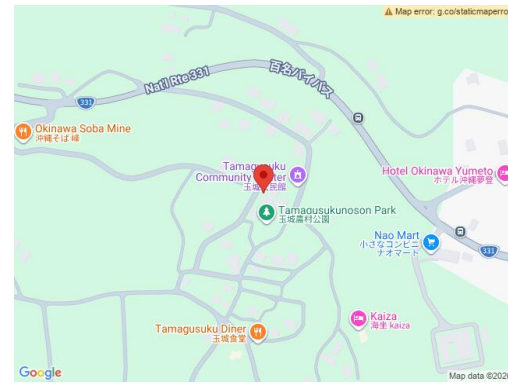 Map error: g.co/staticmaperro
Nat'l Rte 331
百名バイパス
331
Okinawa Soba Mine
沖縄そば 峰
Tamagusuku
Community Center
玉城公民館
Hotel Okinawa Yumeto
ホテル沖縄夢登
Tamagusukunoson Park
玉城農村公園
Nao Mart
小さなコンビニ
ナオマート
331
Kaiza
海坐 kaiza
Tamagusuku Diner
玉城食堂
Google
Map data ©2026